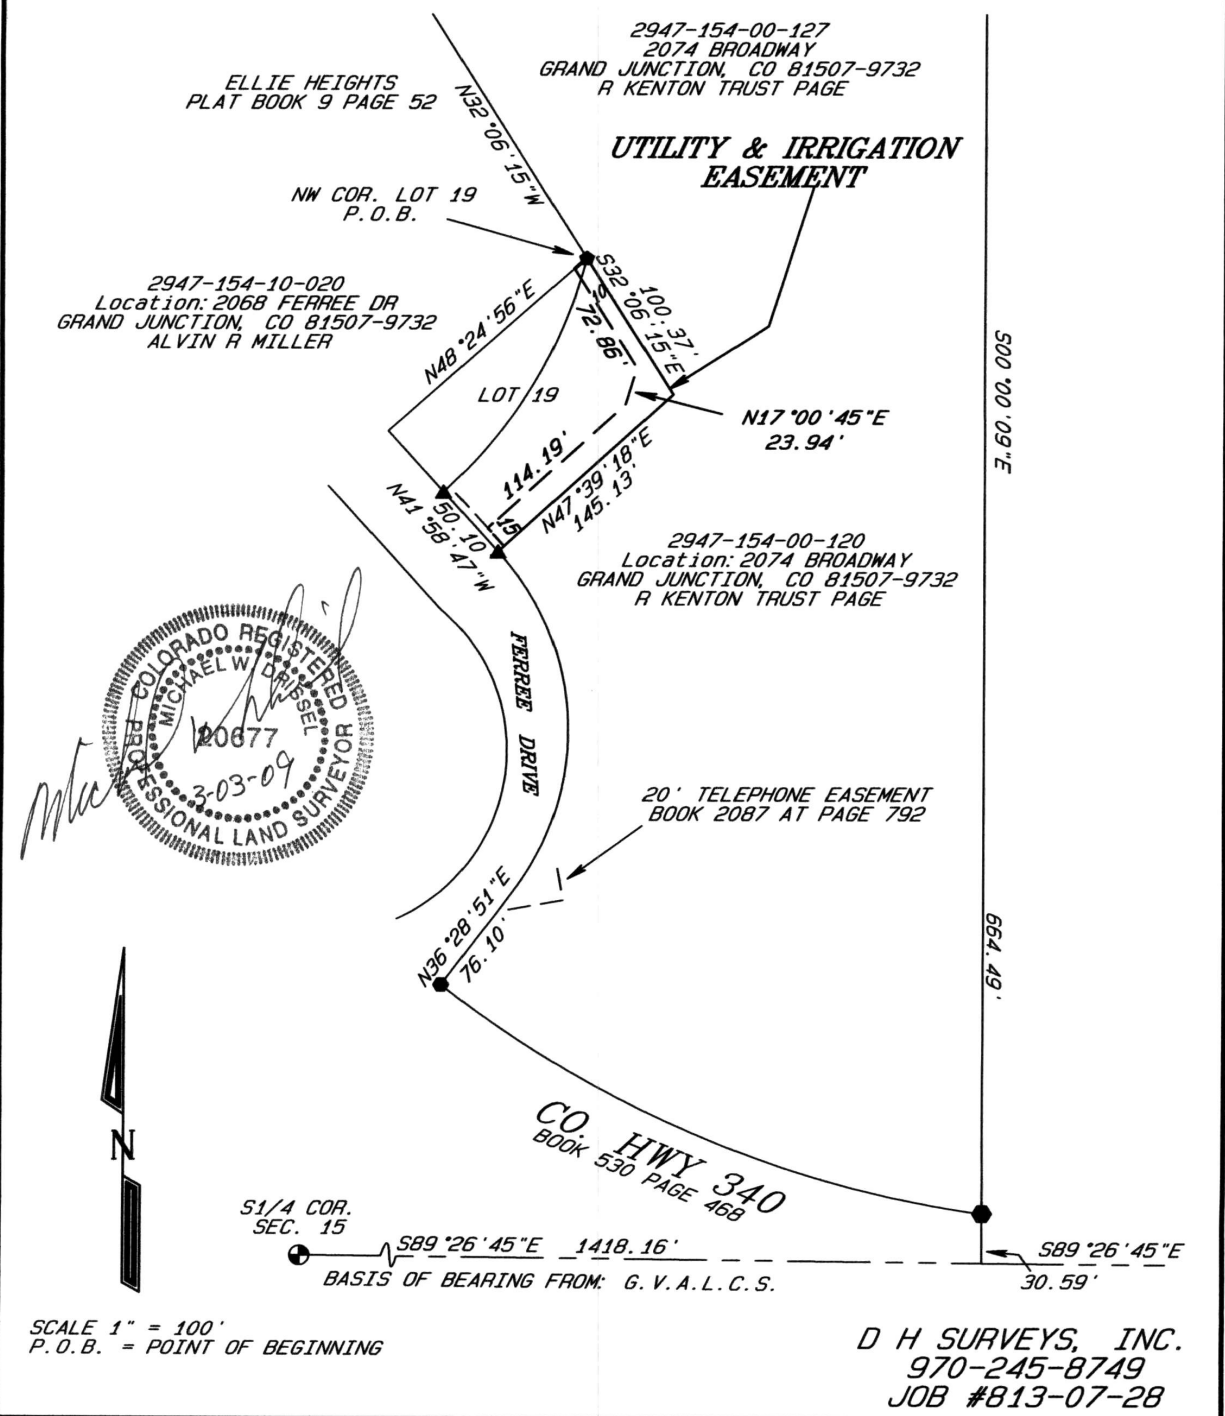 2947-154-00-127
2074 BROADWAY
GRAND JUNCTION, CO 81507-9732
R KENTON TRUST PAGE
ELLIE HEIGHTS
PLAT BOOK 9 PAGE 52
N32°06'15"W
UTILITY & IRRIGATION
EASEMENT
NW COR. LOT 19
P.O.B.
2947-154-10-020
Location: 2068 FERREE DR
GRAND JUNCTION, CO 81507-9732
ALVIN R MILLER
N48°24'56"E
S32°06'15"E
100.37'
10'
72.86'
LOT 19
N17°00'45"E
23.94'
S00°00'09"E
114.19'
N47°39'18"E
145.13'
15'
50.10
N41°58'47"W
2947-154-00-120
Location: 2074 BROADWAY
GRAND JUNCTION, CO 81507-9732
R KENTON TRUST PAGE
COLORADO REGISTERED
MICHAEL W. DRISSEL
20677
3-03-09
PROFESSIONAL LAND SURVEYOR
FERREE DRIVE
20' TELEPHONE EASEMENT
BOOK 2087 AT PAGE 792
N36°28'51"E
76.10'
664.49'
N
CO. HWY 340
BOOK 530 PAGE 468
S1/4 COR.
SEC. 15
S89°26'45"E 1418.16'
S89°26'45"E
30.59'
BASIS OF BEARING FROM: G.V.A.L.C.S.
SCALE 1" = 100'
P.O.B. = POINT OF BEGINNING
D H SURVEYS, INC.
970-245-8749
JOB #813-07-28